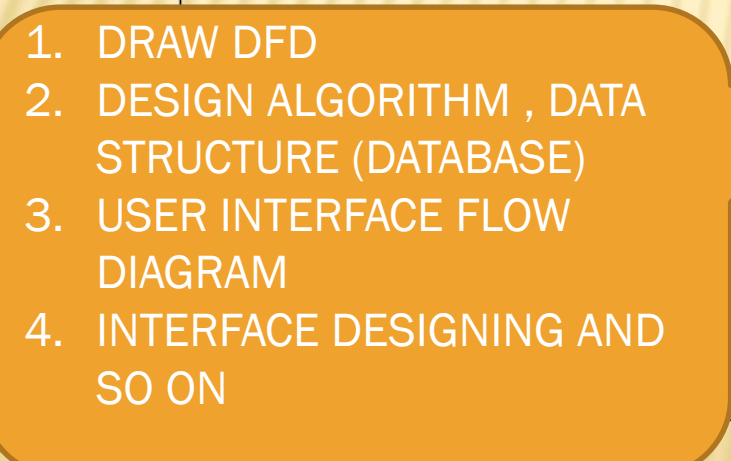 1. DRAW DFD
2. DESIGN ALGORITHM , DATA
STRUCTURE (DATABASE)
3. USER INTERFACE FLOW
DIAGRAM
4. INTERFACE DESIGNING AND
SO ON